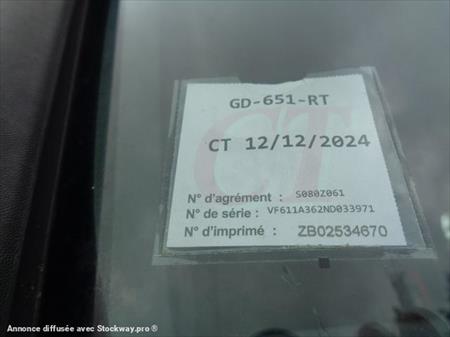 GD-651-RT
CT 12/12/2024
CT
N° d'agrément : S080Z061
N° de série : VF611A362ND033971
N° d'imprimé : ZB02534670
Annonce diffusée avec Stockway.pro ®